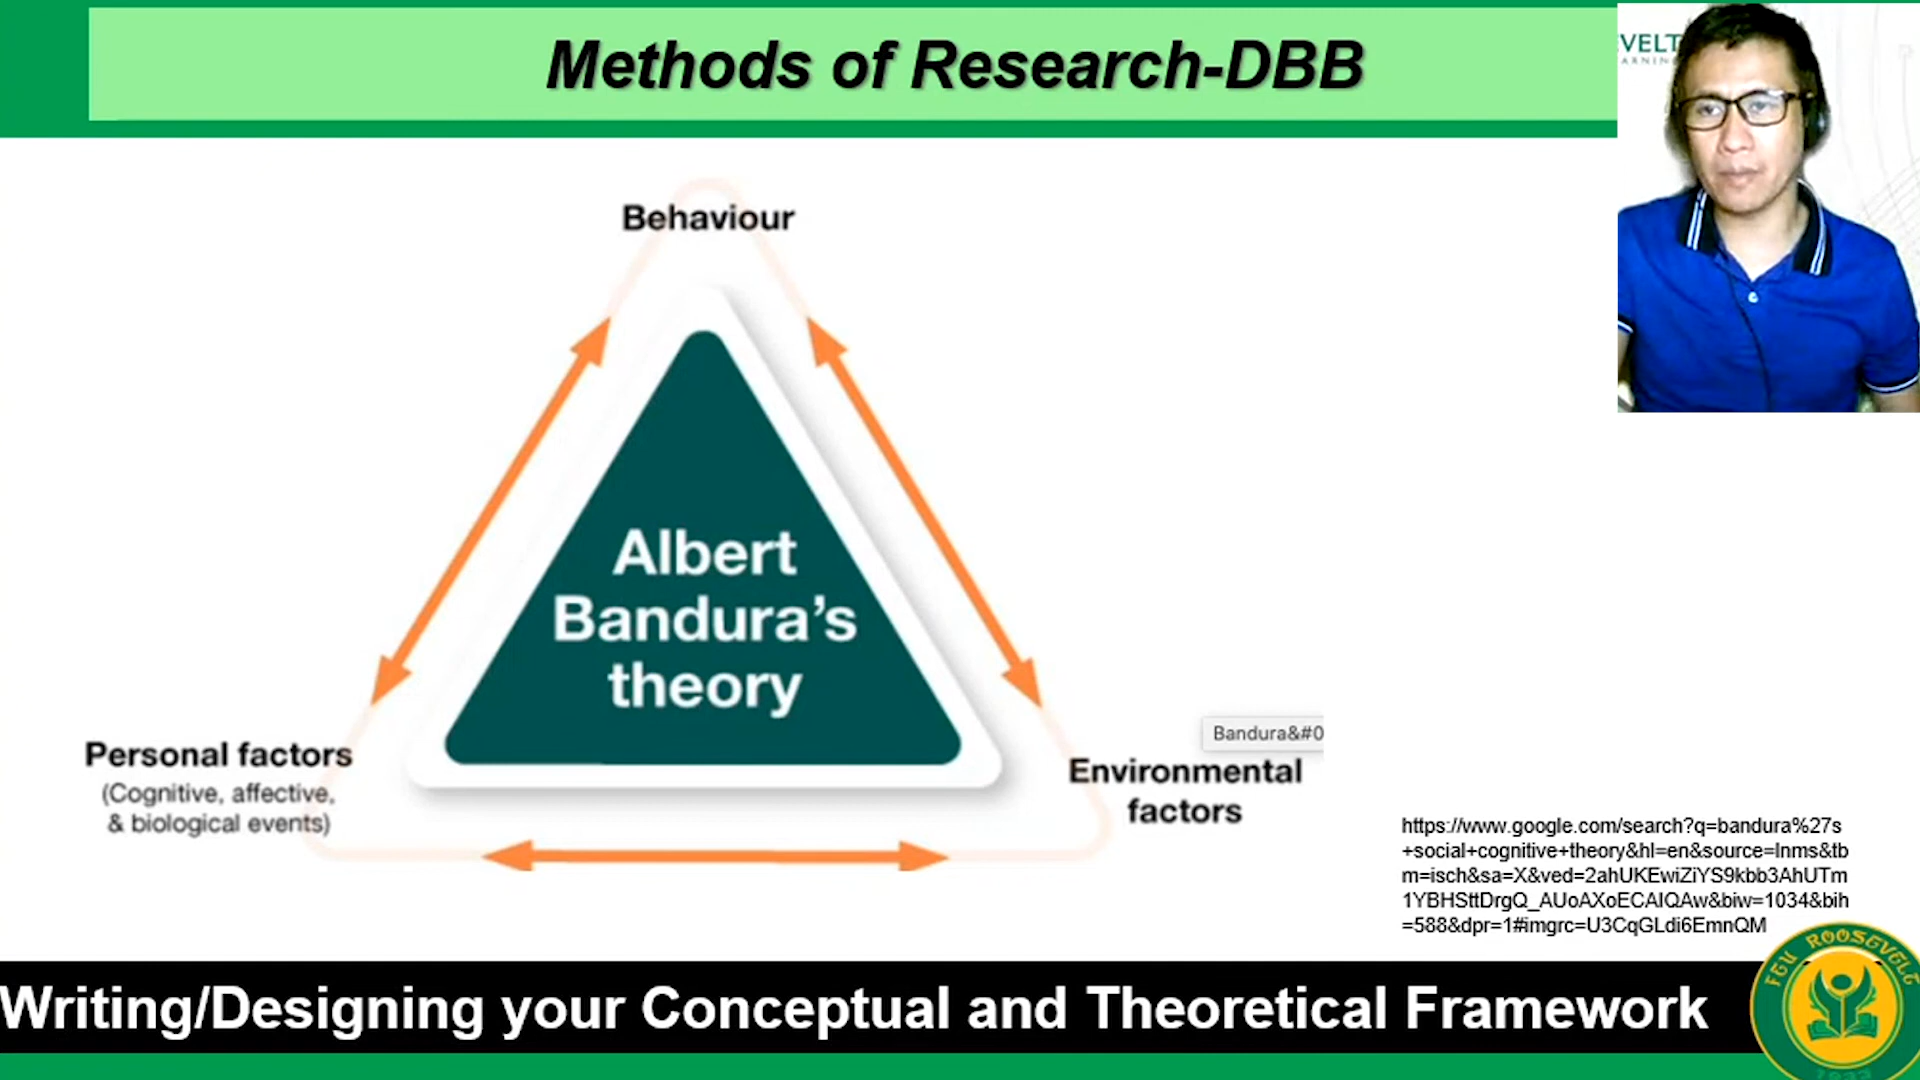 Methods of Research-DBB
Behaviour
Albert
Bandura's
theory
Personal factors
(Cognitive, affective,
& biological events)
Bandura&#0
Environmental
factors
https://www.google.com/search?q=bandura%27s
+social+cognitive+theory&hl=en&source=lnms&tb
m=isch&sa=X&ved=2ahUKEwiZiYS9kbb3AhUTm
1YBHSttDrgQ_AUoAXoECAIQAw&biw=1034&bih
=588&dpr=1#imgrc=U3CqGLdi6EmnQM
Writing/Designing your Conceptual and Theoretical Framework
FEU ROOSEVELT